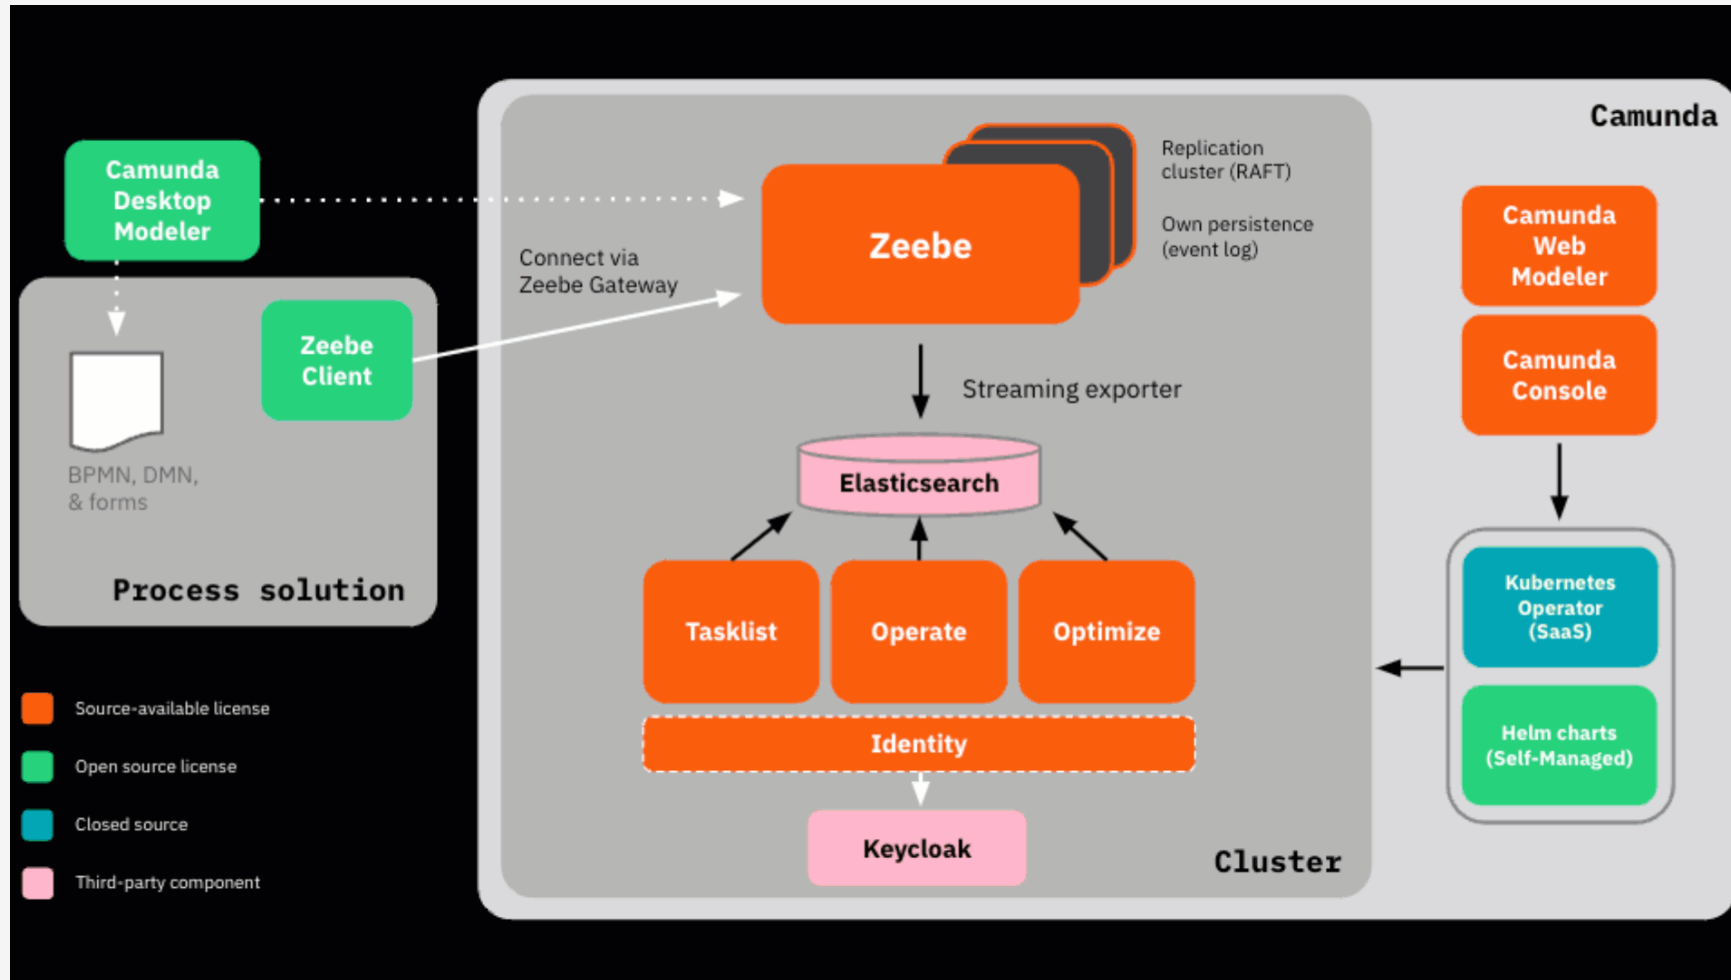 Camunda
Camunda
Desktop
Modeler
Zeebe
Client
BPMN, DMN,
& forms
Process solution
Connect via
Zeebe Gateway
Zeebe
Replication
cluster (RAFT)
Own persistence
(event log)
Streaming exporter
Elasticsearch
Tasklist
Operate
Optimize
Identity
Keycloak
Cluster
Camunda
Web
Modeler
Camunda
Console
Kubernetes
Operator
(SaaS)
Helm charts
(Self-Managed)
Source-available license
Open source license
Closed source
Third-party component